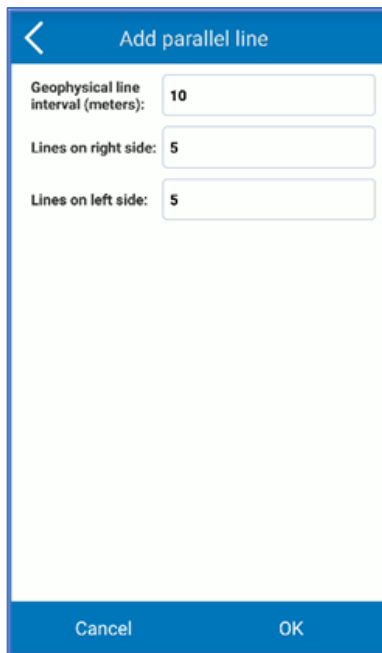 Add parallel line
Geophysical line
interval (meters):
10
Lines on right side:
5
Lines on left side:
5
Cancel
OK